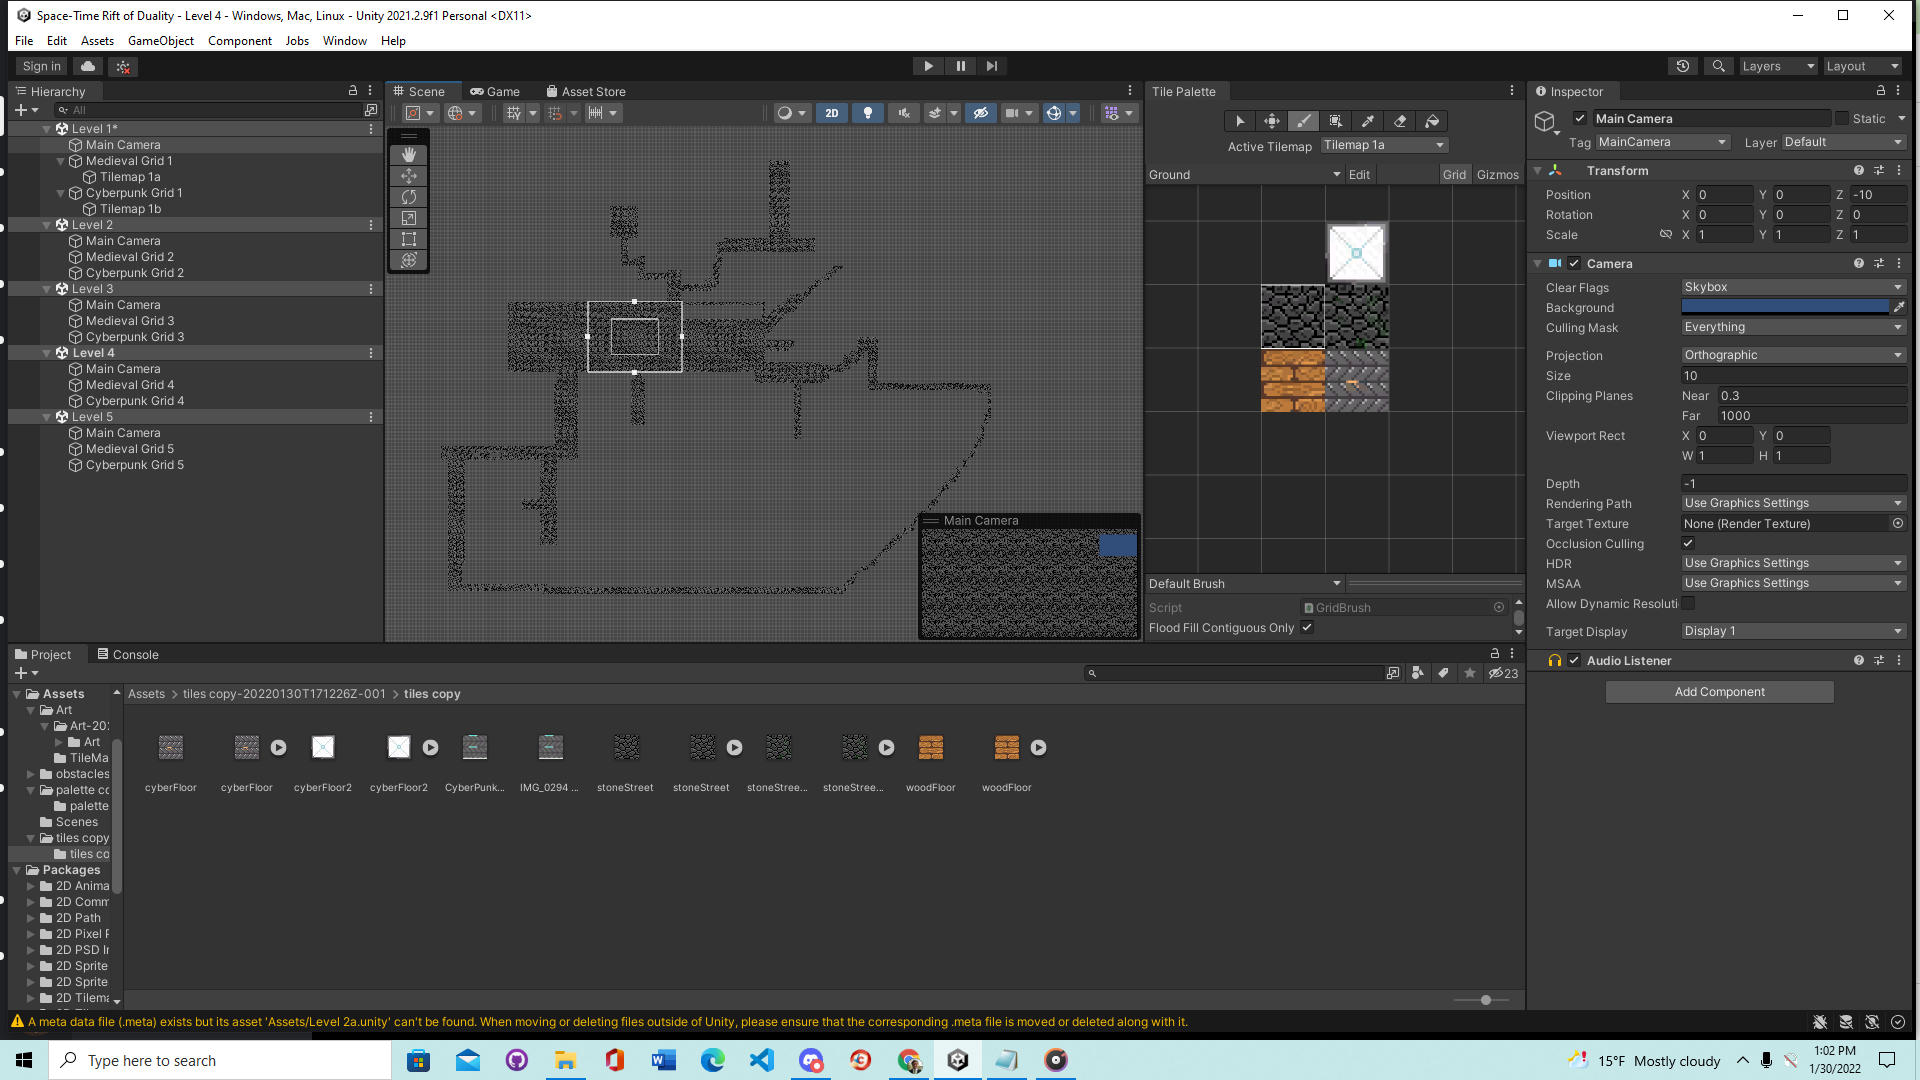 Space-Time Rift of Duality - Level 4 - Windows, Mac, Linux - Unity 2021.2.9f1 Personal <DX11>
File Edit Assets GameObject Component Jobs Window Help
Sign in
Layers
Layout
Hierarchy
All
Level 1*
Main Camera
Medieval Grid 1
Tilemap 1a
Cyberpunk Grid 1
Tilemap 1b
Level 2
Main Camera
Medieval Grid 2
Cyberpunk Grid 2
Level 3
Main Camera
Medieval Grid 3
Cyberpunk Grid 3
Level 4
Main Camera
Medieval Grid 4
Cyberpunk Grid 4
Level 5
Main Camera
Medieval Grid 5
Cyberpunk Grid 5
Scene Game Asset Store
2D
Main Camera
Tile Palette
Active Tilemap Tilemap 1a
Ground Edit Grid Gizmos
Default Brush
Script GridBrush
Flood Fill Contiguous Only
Inspector
Main Camera Static
Tag MainCamera Layer Default
Transform
Position X 0 Y 0 Z -10
Rotation X 0 Y 0 Z 0
Scale X 1 Y 1 Z 1
Camera
Clear Flags Skybox
Background
Culling Mask Everything
Projection Orthographic
Size 10
Clipping Planes Near 0.3
Far 1000
Viewport Rect X 0 Y 0
W 1 H 1
Depth -1
Rendering Path Use Graphics Settings
Target Texture None (Render Texture)
Occlusion Culling
HDR Use Graphics Settings
MSAA Use Graphics Settings
Allow Dynamic Resoluti
Target Display Display 1
Audio Listener
Add Component
Project Console
23
Assets
Art
Art-20
Art
TileMa
obstacles
palette co
palette
Scenes
tiles copy
tiles co
Packages
2D Anima
2D Comm
2D Path
2D Pixel P
2D PSD Ir
2D Sprite
2D Sprite
2D Tilema
Assets > tiles copy-20220130T171226Z-001 > tiles copy
cyberFloor cyberFloor cyberFloor2 cyberFloor2 CyberPunk... IMG_0294 ... stoneStreet stoneStreet stoneStree... stoneStree... woodFloor woodFloor
A meta data file (.meta) exists but its asset 'Assets/Level 2a.unity' can't be found. When moving or deleting files outside of Unity, please ensure that the corresponding .meta file is moved or deleted along with it.
Type here to search
15°F Mostly cloudy
1:02 PM
1/30/2022